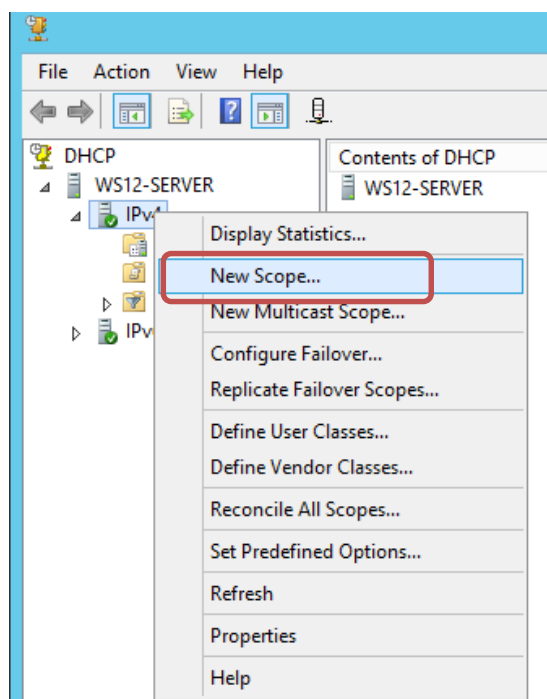 File Action View Help
DHCP
WS12-SERVER
IPv4
IPv
Contents of DHCP
WS12-SERVER
Display Statistics...
New Scope...
New Multicast Scope...
Configure Failover...
Replicate Failover Scopes...
Define User Classes...
Define Vendor Classes...
Reconcile All Scopes...
Set Predefined Options...
Refresh
Properties
Help